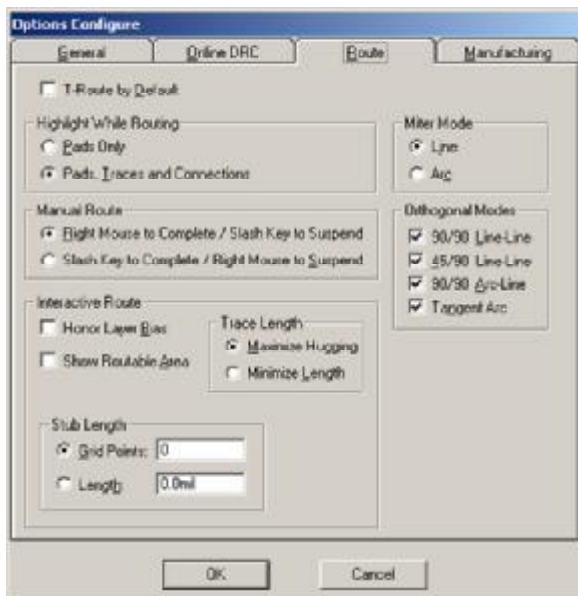 Options Configure
General Online DRC Route Manufacturing
T-Route by Default
Highlight While Routing
Pads Only
Pads, Traces and Connections
Miter Mode
Line
Arc
Manual Route
Right Mouse to Complete / Slash Key to Suspend
Slash Key to Complete / Right Mouse to Suspend
Orthogonal Modes
90/90 Line-Line
45/90 Line-Line
90/90 Arc-Line
Tangent Arc
Interactive Route
Honor Layer Bias
Show Routable Area
Trace Length
Maximize Hugging
Minimize Length
Stub Length
Grid Points: 0
Length 0.0mil
OK Cancel